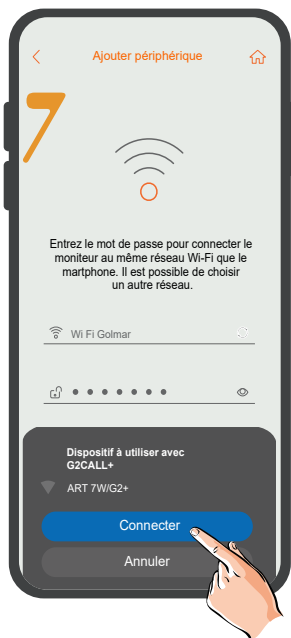 Ajouter périphérique
7
Entrez le mot de passe pour connecter le
moniteur au même réseau Wi-Fi que le
martphone. Il est possible de choisir
un autre réseau.
Wi Fi Golmar
Dispositif à utiliser avec
G2CALL+
ART 7W/G2+
Connecter
Annuler